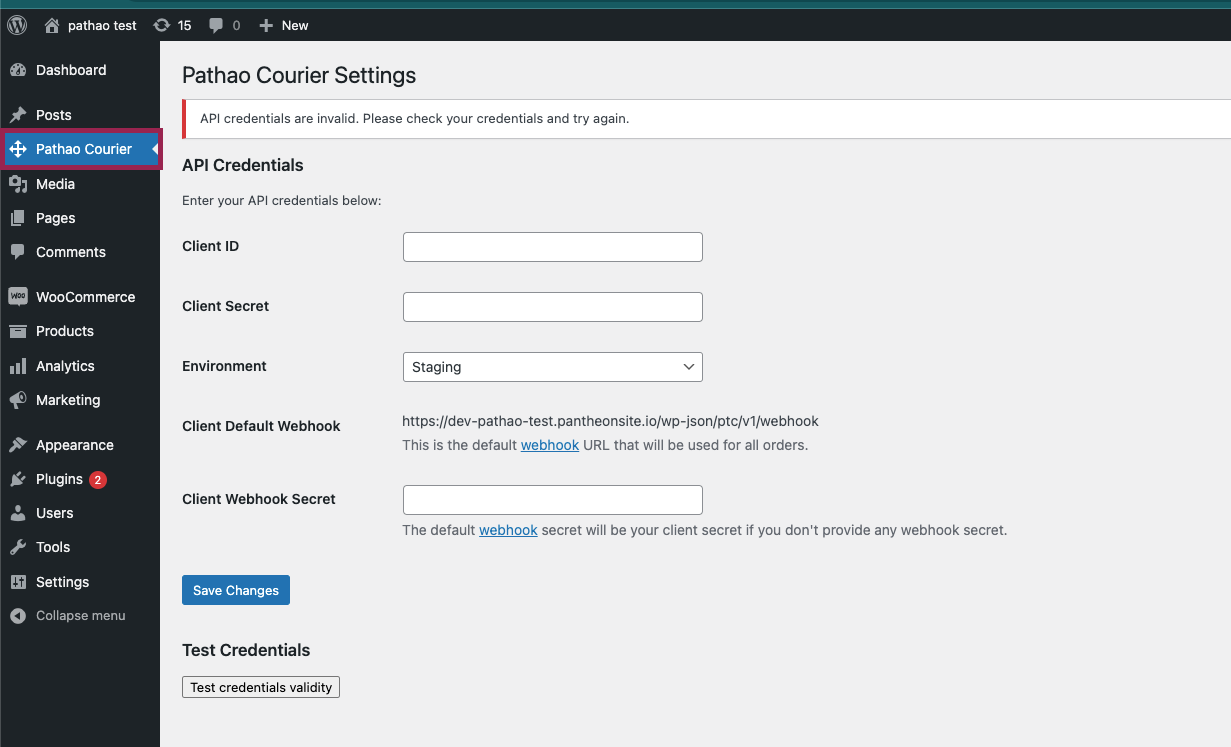 pathao test 15 0 New
Dashboard
Posts
Pathao Courier
Media
Pages
Comments
WooCommerce
Products
Analytics
Marketing
Appearance
Plugins 2
Users
Tools
Settings
Collapse menu
Pathao Courier Settings
API credentials are invalid. Please check your credentials and try again.
API Credentials
Enter your API credentials below:
Client ID
Client Secret
Environment Staging
Client Default Webhook https://dev-pathao-test.pantheonsite.io/wp-json/ptc/v1/webhook
This is the default webhook URL that will be used for all orders.
Client Webhook Secret
The default webhook secret will be your client secret if you don't provide any webhook secret.
Save Changes
Test Credentials
Test credentials validity